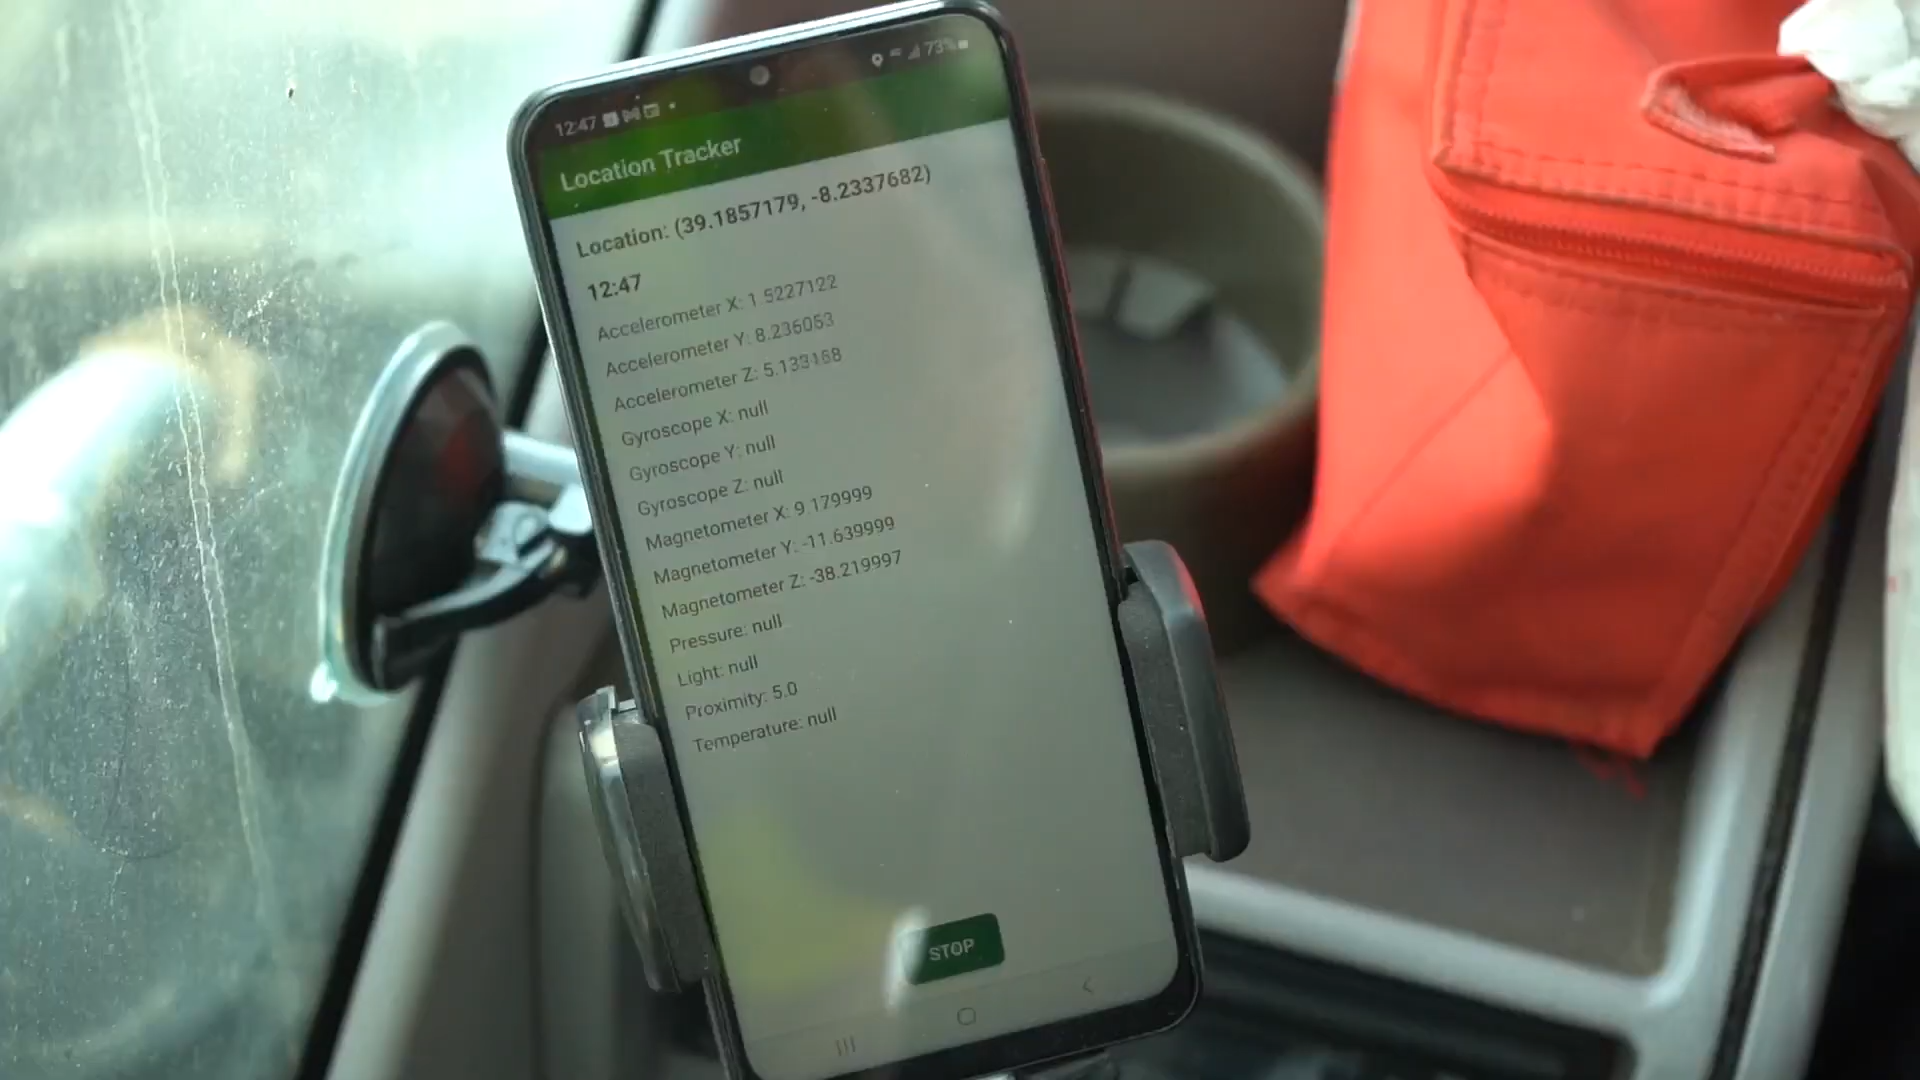 12:47
73%
Location Tracker
Location: (39.1857179, -8.2337682)
12:47
Accelerometer X: 1.5227122
Accelerometer Y: 8.236053
Accelerometer Z: 5.133168
Gyroscope X: null
Gyroscope Y: null
Gyroscope Z: null
Magnetometer X: 9.179999
Magnetometer Y: -11.639999
Magnetometer Z: -38.219997
Pressure: null
Light: null
Proximity: 5.0
Temperature: null
STOP